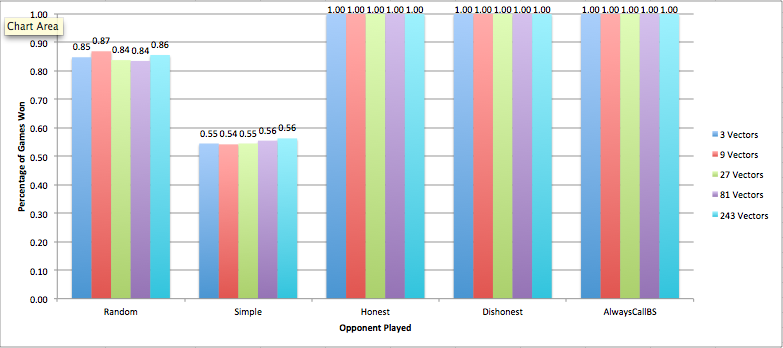 1.00 1.00 1.00 1.00 1.00 1.00 1.00 1.00 1.00 1.00 1.00 1.00 1.00 1.00 1.00
1.00
Chart Area
0.85 0.87 0.84 0.84 0.86
0.90
0.80
0.70
0.60
0.55 0.54 0.55 0.56 0.56
0.50
0.40
0.30
0.20
0.10
0.00
Percentage of Games Won
Random Simple Honest Dishonest AlwaysCallBS
Opponent Played
3 Vectors
9 Vectors
27 Vectors
81 Vectors
243 Vectors